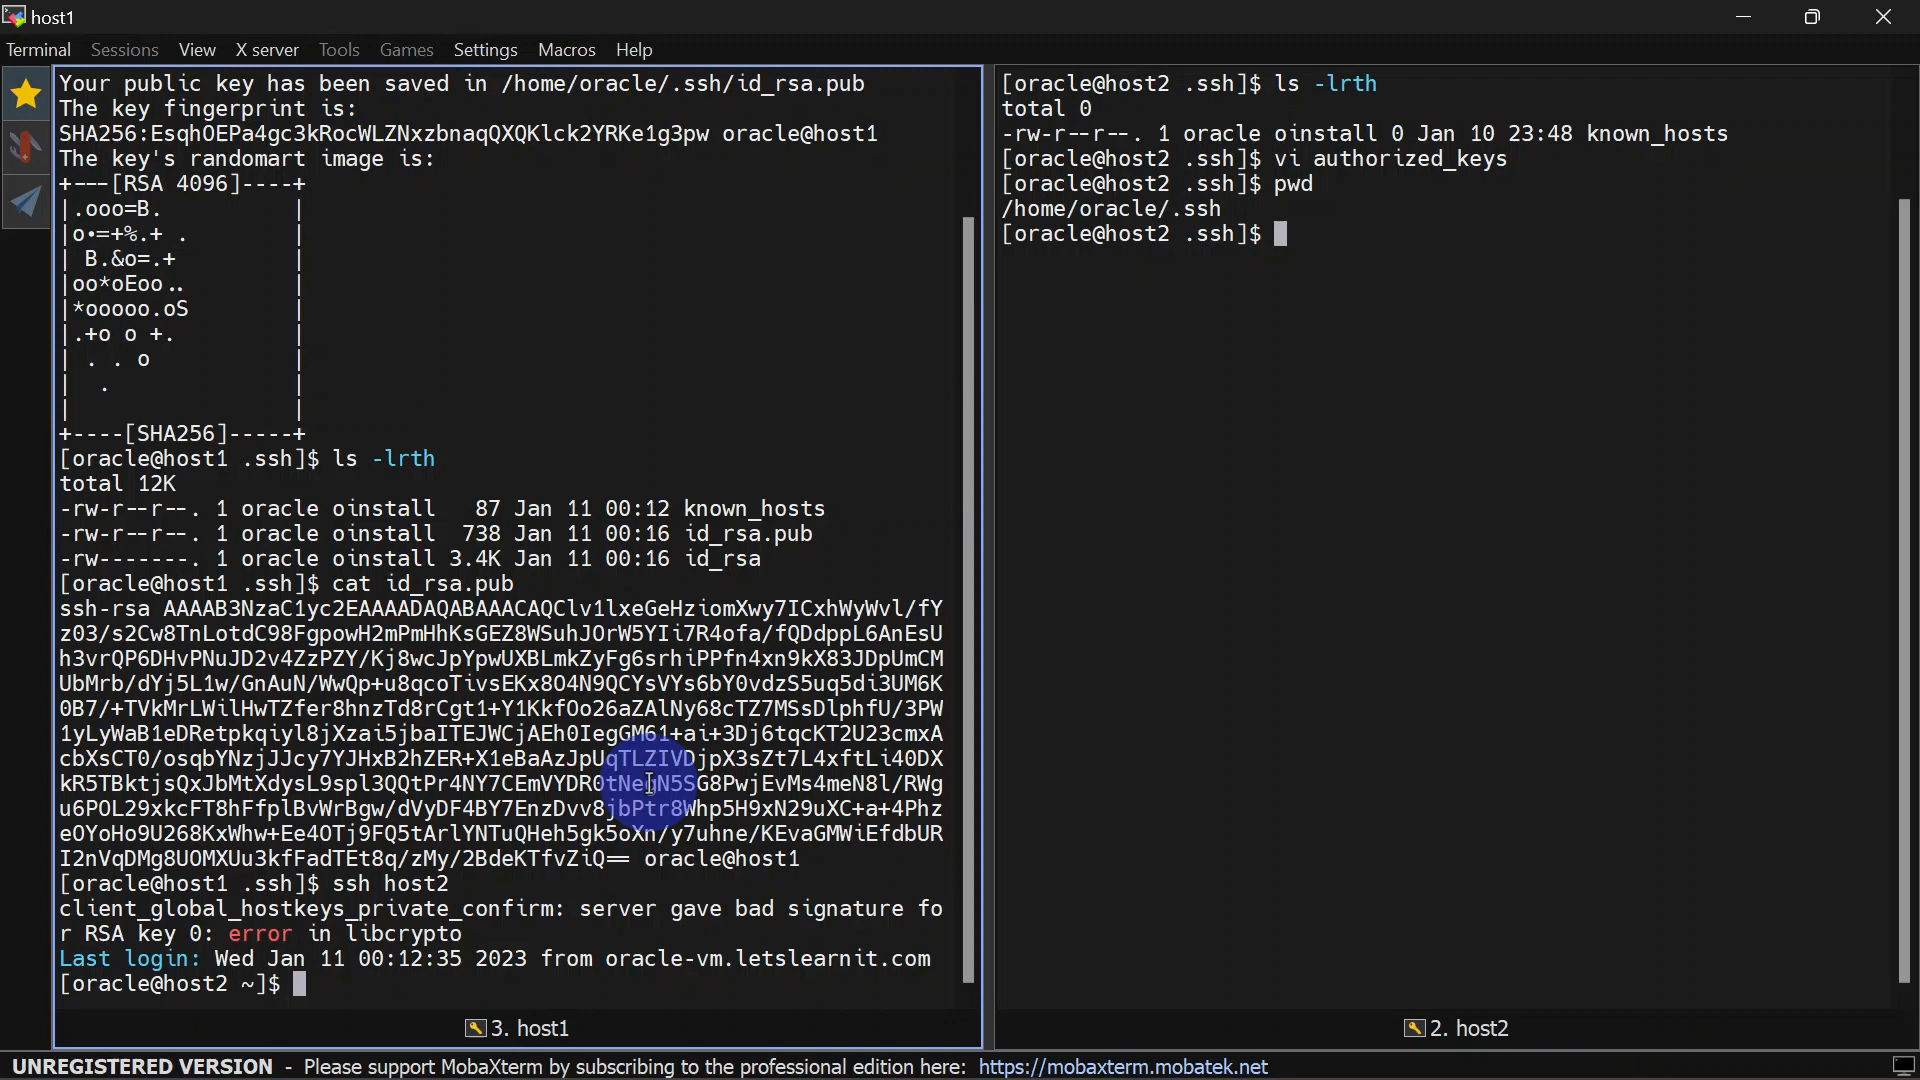 host1
Terminal Sessions View X server Tools Games Settings Macros Help
Your public key has been saved in /home/oracle/.ssh/id_rsa.pub
The key fingerprint is:
SHA256:EsqhOEPa4gc3kRocWLZNxzbnaqQXQKlck2YRKe1g3pw oracle@host1
The key's randomart image is:
+---[RSA 4096]----+
|.ooo=B.          |
|o•=+%.+ .        |
| B.&o=.+         |
|oo*oEoo..        |
|*ooooo.oS        |
|.+o o +.         |
| . . o           |
|  .              |
|                 |
+----[SHA256]-----+
[oracle@host1 .ssh]$ ls -lrth
total 12K
-rw-r--r--. 1 oracle oinstall   87 Jan 11 00:12 known_hosts
-rw-r--r--. 1 oracle oinstall  738 Jan 11 00:16 id_rsa.pub
-rw-------. 1 oracle oinstall 3.4K Jan 11 00:16 id_rsa
[oracle@host1 .ssh]$ cat id_rsa.pub
ssh-rsa AAAAB3NzaC1yc2EAAAADAQABAAACAQClv1lxeGeHziomXwy7ICxhWyWvl/fY
z03/s2Cw8TnLotdC98FgpowH2mPmHhKsGEZ8WSuhJOrW5YIi7R4ofa/fQDdppL6AnEsU
h3vrQP6DHvPNuJD2v4ZzPZY/Kj8wcJpYpwUXBLmkZyFg6srhiPPfn4xn9kX83JDpUmCM
UbMrb/dYj5L1w/GnAuN/WwQp+u8qcoTivsEKx8O4N9QCYsVYs6bY0vdzS5uq5di3UM6K
0B7/+TVkMrLWilHwTZfer8hnzTd8rCgt1+Y1KkfOo26aZAlNy68cTZ7MSsDlphfU/3PW
1yLyWaB1eDRetpkqiyl8jXzai5jbaITEJWCjAEh0IegGM61+ai+3Dj6tqcKT2U23cmxA
cbXsCT0/osqbYNzjJJcy7YJHxB2hZER+X1eBaAzJpUqTLZIVDjpX3sZt7L4xftLi40DX
kR5TBktjsQxJbMtXdysL9spl3QQtPr4NY7CEmVYDR0tNegN5SG8PwjEvMs4meN8l/RWg
u6POL29xkcFT8hFfplBvWrBgw/dVyDF4BY7EnzDvv8jbPtr8Whp5H9xN29uXC+a+4Phz
eOYoHo9U268KxWhw+Ee4OTj9FQ5tArlYNTuQHeh5gk5oXn/y7uhne/KEvaGMWiEfdbUR
I2nVqDMg8UOMXUu3kfFadTEt8q/zMy/2BdeKTfvZiQ== oracle@host1
[oracle@host1 .ssh]$ ssh host2
client_global_hostkeys_private_confirm: server gave bad signature fo
r RSA key 0: error in libcrypto
Last login: Wed Jan 11 00:12:35 2023 from oracle-vm.letslearnit.com
[oracle@host2 ~]$
3. host1
[oracle@host2 .ssh]$ ls -lrth
total 0
-rw-r--r--. 1 oracle oinstall 0 Jan 10 23:48 known_hosts
[oracle@host2 .ssh]$ vi authorized_keys
[oracle@host2 .ssh]$ pwd
/home/oracle/.ssh
[oracle@host2 .ssh]$
2. host2
UNREGISTERED VERSION - Please support MobaXterm by subscribing to the professional edition here: https://mobaxterm.mobatek.net